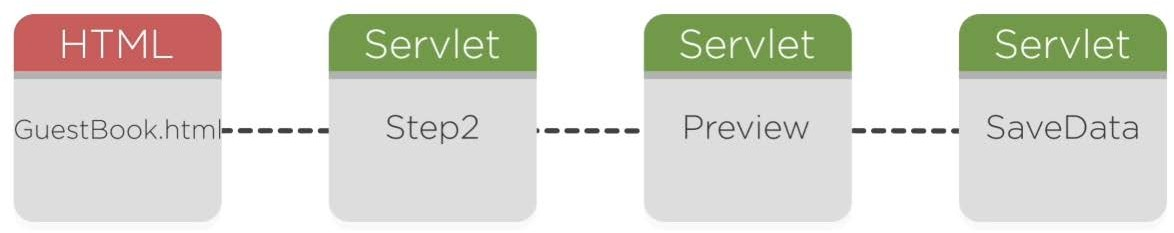 HTML
GuestBook.html
Servlet
Step2
Servlet
Preview
Servlet
SaveData